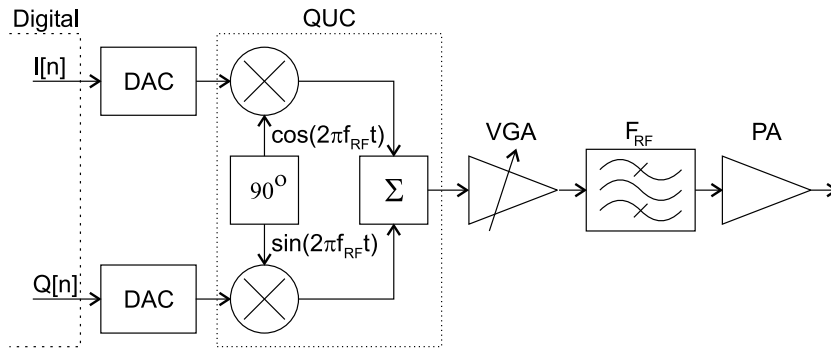 Digital
QUC
I[n]
DAC
cos(2πf_RF t)
VGA
F_RF
PA
90°
Σ
sin(2πf_RF t)
Q[n]
DAC